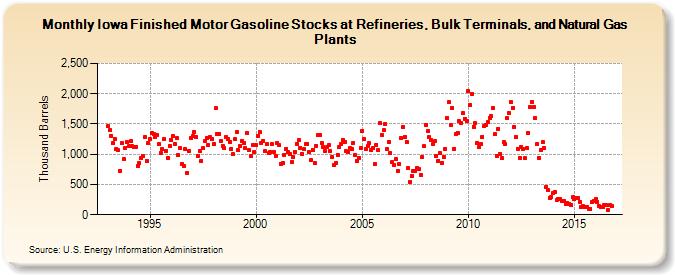 Monthly Iowa Finished Motor Gasoline Stocks at Refineries, Bulk Terminals, and Natural Gas
Plants
Thousand Barrels
2,500
2,000
1,500
1,000
500
0
1995
2000
2005
2010
2015
Source: U.S. Energy Information Administration